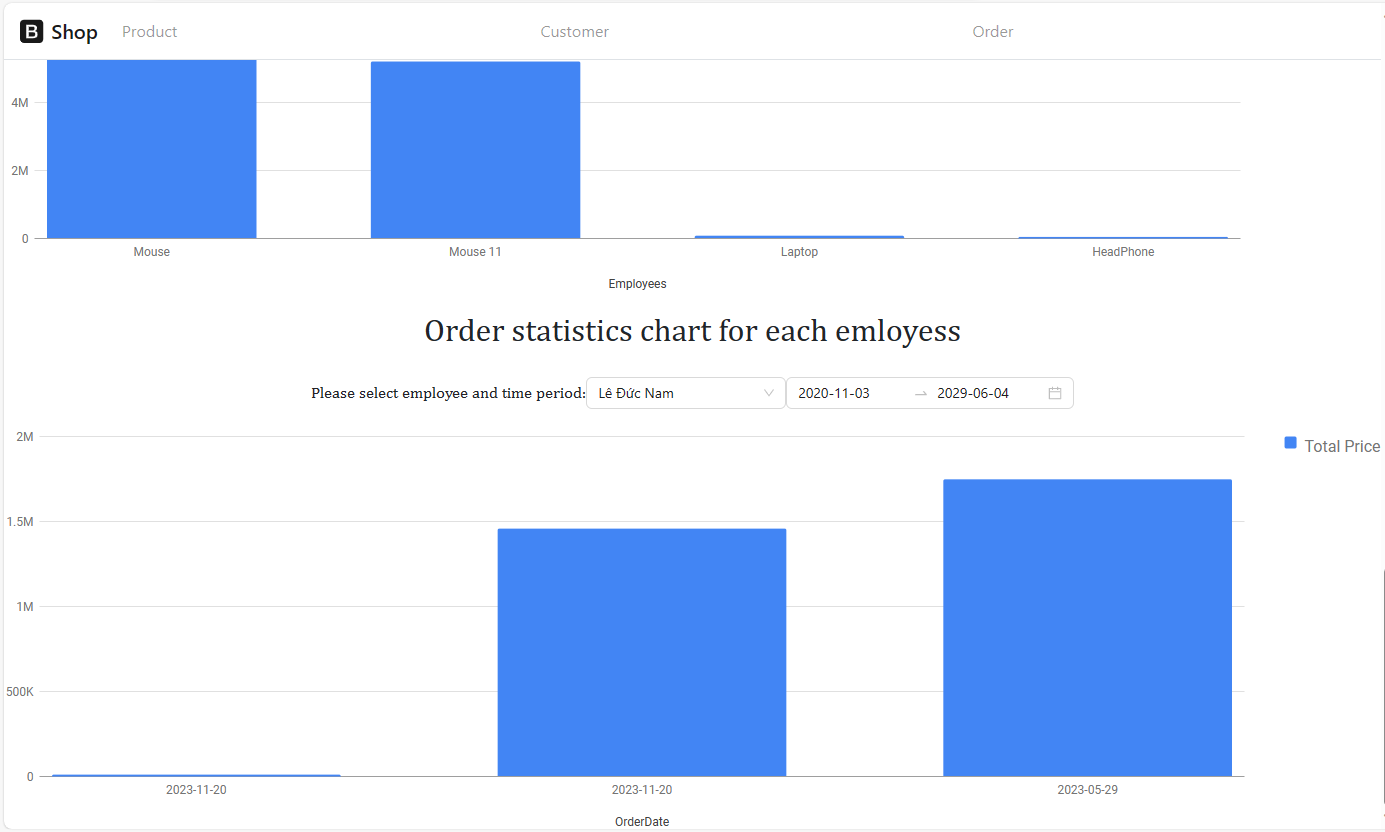 B Shop Product Customer Order
4M
2M
0
Mouse Mouse 11 Laptop HeadPhone
Employees
Order statistics chart for each emloyess
Please select employee and time period: Lê Đức Nam 2020-11-03 → 2029-06-04
2M
Total Price
1.5M
1M
500K
0
2023-11-20 2023-11-20 2023-05-29
OrderDate